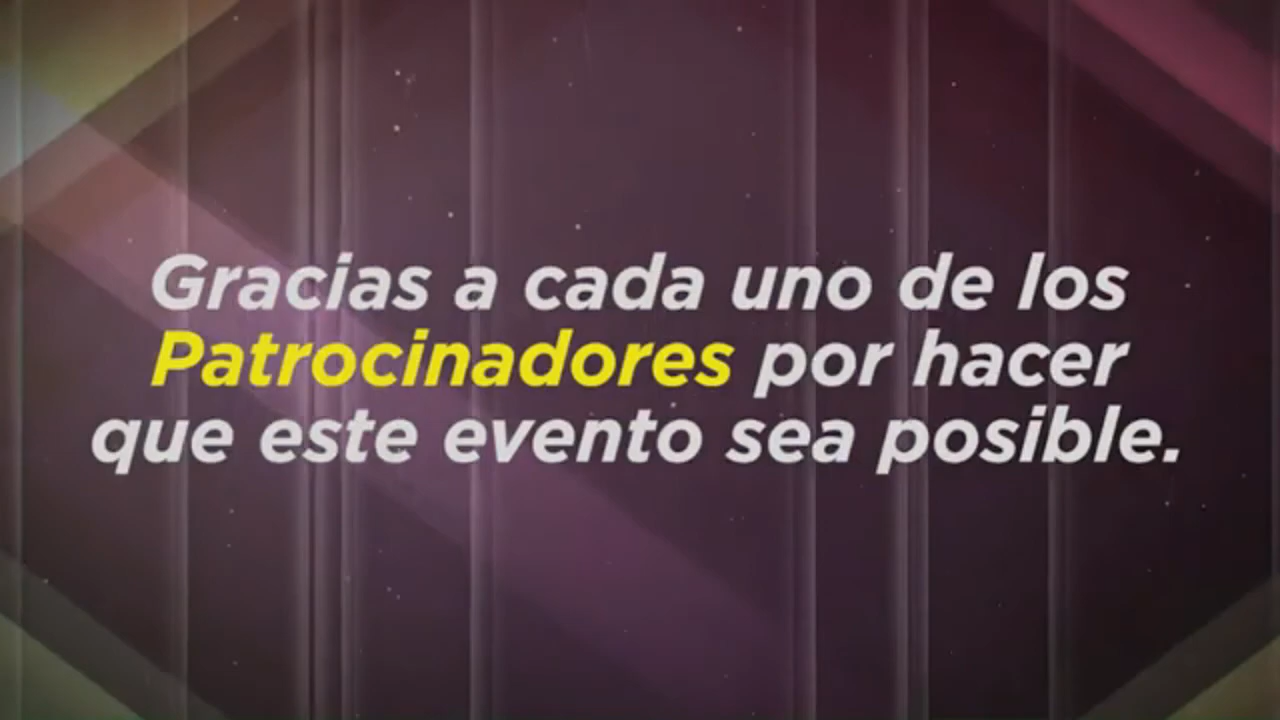 Gracias a cada uno de los
Patrocinadores por hacer
que este evento sea posible.